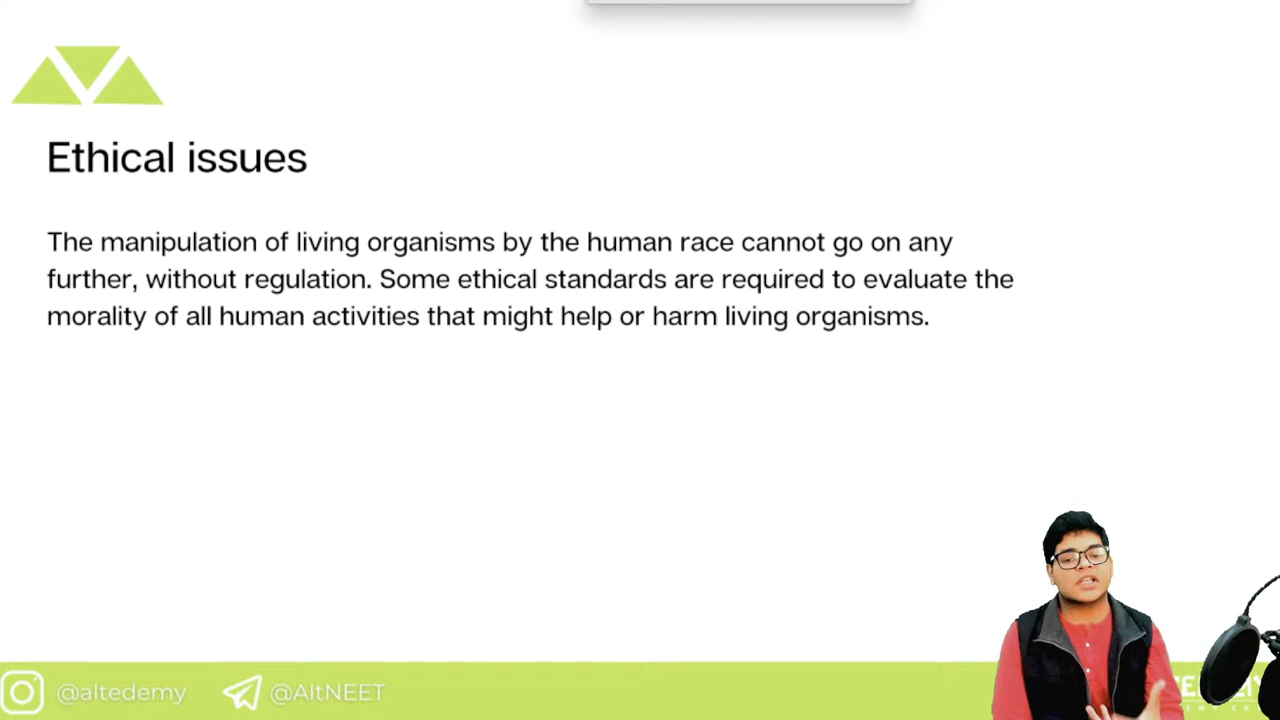 Ethical issues
The manipulation of living organisms by the human race cannot go on any
further, without regulation. Some ethical standards are required to evaluate the
morality of all human activities that might help or harm living organisms.
@altedemy
@AltNEET